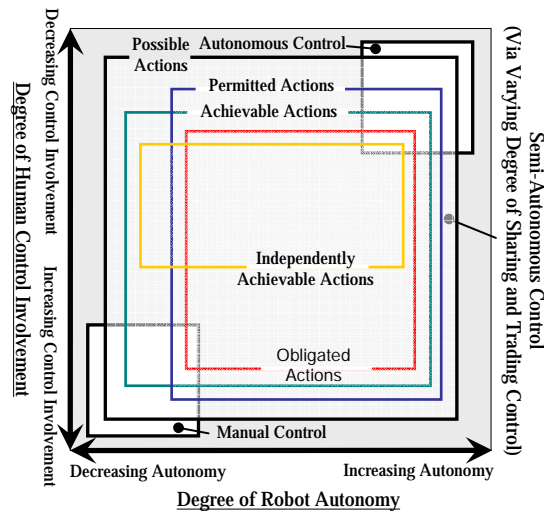 Possible
Actions
Autonomous Control
Permitted Actions
Achievable Actions
Independently
Achievable Actions
Obligated
Actions
Manual Control
Decreasing Control Involvement
Increasing Control Involvement
Degree of Human Control Involvement
Semi-Autonomous Control
(Via Varying Degree of Sharing and Trading Control)
Decreasing Autonomy
Increasing Autonomy
Degree of Robot Autonomy